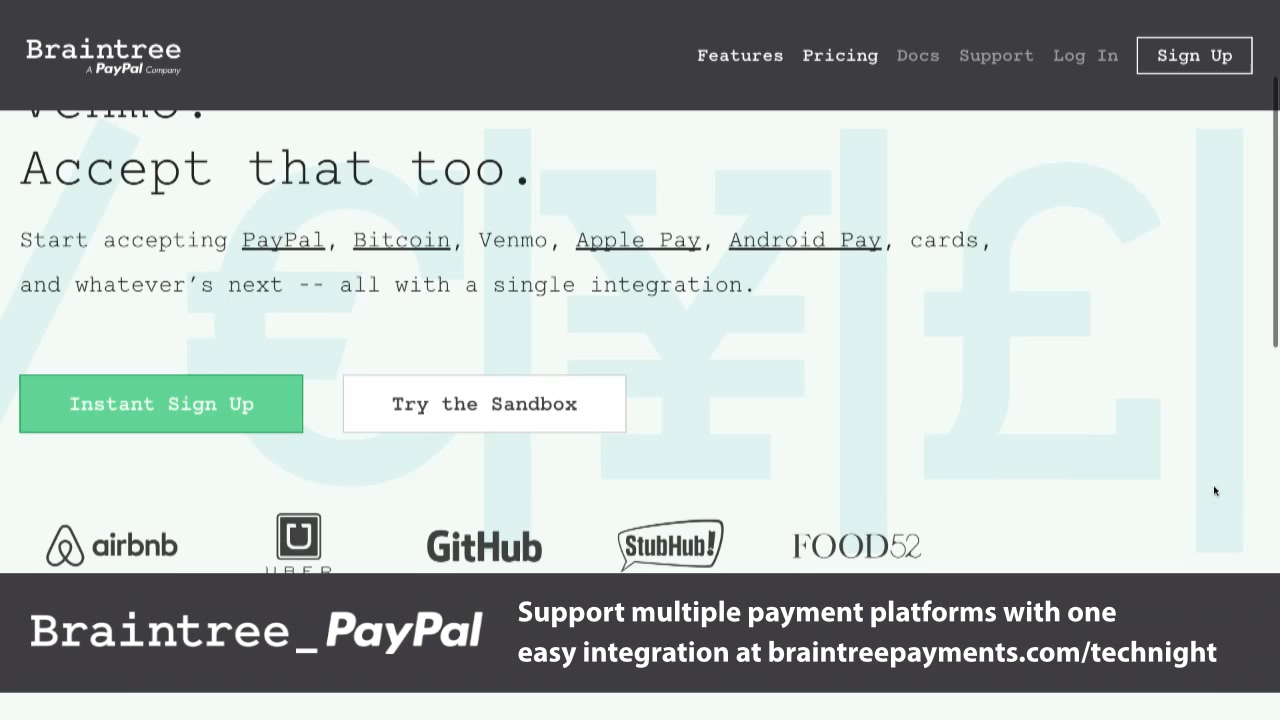 Braintree
A PayPal Company
Features Pricing Docs Support Log In Sign Up
Venmo.
Accept that too.
Start accepting PayPal, Bitcoin, Venmo, Apple Pay, Android Pay, cards,
and whatever’s next -- all with a single integration.
Instant Sign Up
Try the Sandbox
airbnb
UBER
GitHub
StubHub!
FOOD52
Braintree_PayPal
Support multiple payment platforms with one
easy integration at braintreepayments.com/technight